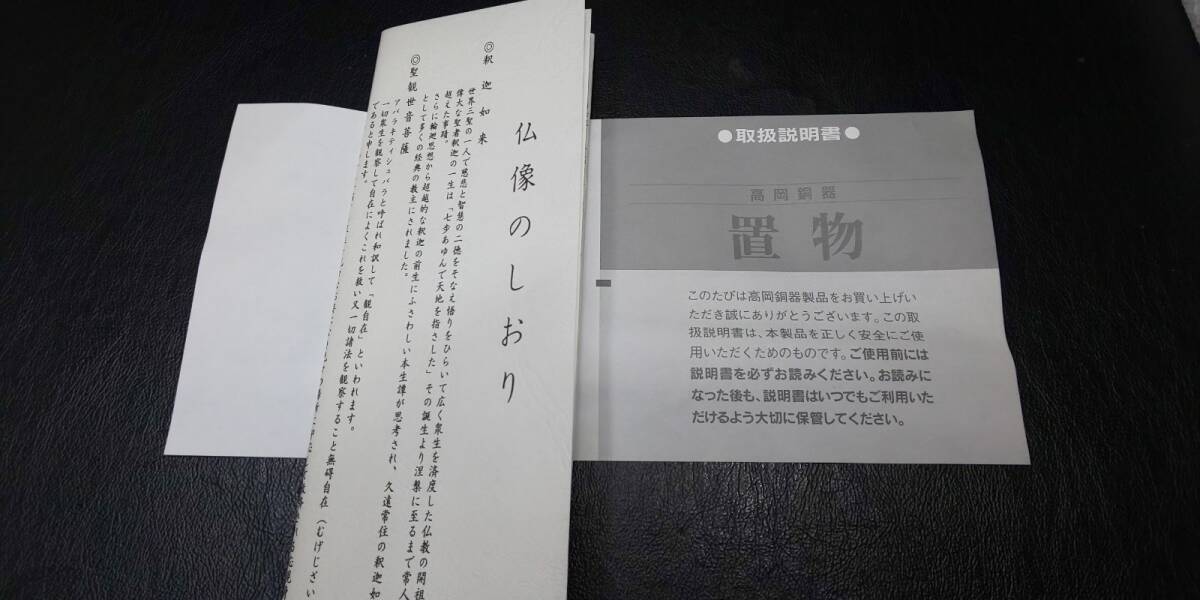 仏像のしおり
◎釈迦如来
世界三聖の一人で慈悲と智慧の二徳をそなえ悟りをひらいて広く衆生を済度した仏教の開祖
偉大な聖者釈迦の一生は「七歩あゆんで天地を指さした」その誕生より涅槃に至るまで常人
越えた事蹟。
さらに輪迦思想から超越的な釈迦の前生にふさわしい本生譚が思考され、久遠常住の釈迦如
として多くの経典の教主にされました。
◎聖観世音菩薩
アバラキティシュバラと呼ばれ和訳して「観自在」といわれます。
一切衆生を観察して自在によくこれを救い又一切諸法を観察すること無碍自在（むげじざい
であると申します。
●取扱説明書●
高岡銅器
置物
このたびは高岡銅器製品をお買い上げい
ただき誠にありがとうございます。この取
扱説明書は、本製品を正しく安全にご使
用いただくためのものです。ご使用前には
説明書を必ずお読みください。お読みに
なった後も、説明書はいつでもご利用いた
だけるよう大切に保管してください。